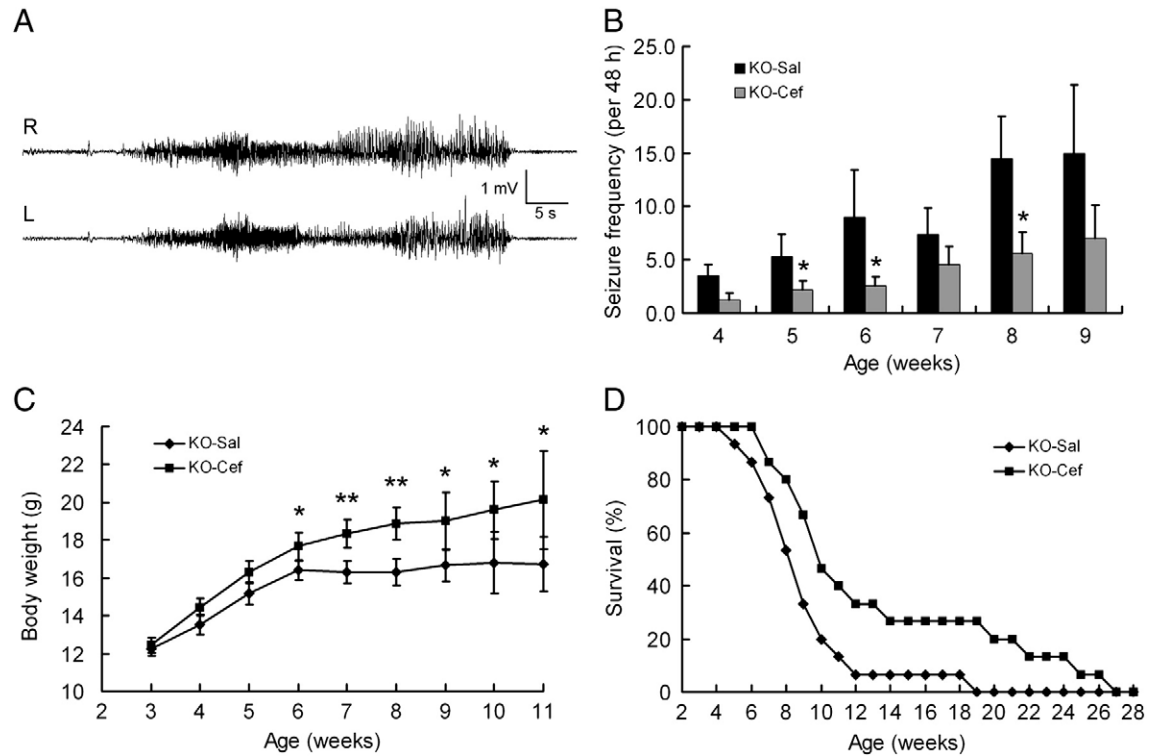 A
R
L
1 mV
5 s
B
25.0
20.0
15.0
10.0
5.0
0.0
Seizure frequency (per 48 h)
KO-Sal
KO-Cef
*
*
*
4 5 6 7 8 9
Age (weeks)
C
24
22
20
18
16
14
12
10
Body weight (g)
KO-Sal
KO-Cef
* ** ** * * *
2 3 4 5 6 7 8 9 10 11
Age (weeks)
D
100
80
60
40
20
0
Survival (%)
KO-Sal
KO-Cef
2 4 6 8 10 12 14 16 18 20 22 24 26 28
Age (weeks)